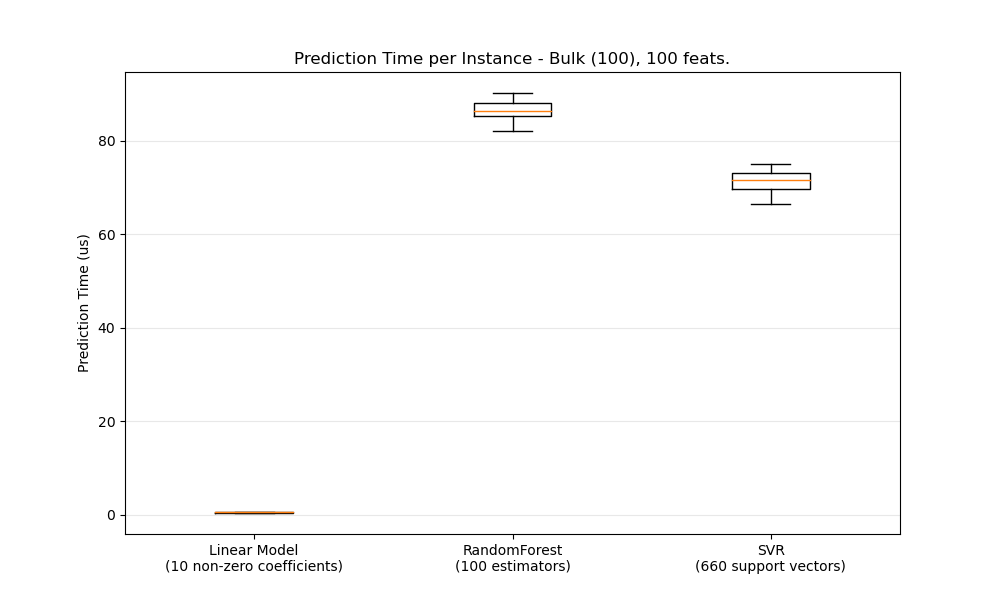 Prediction Time per Instance - Bulk (100), 100 feats.
Prediction Time (us)
80
60
40
20
0
Linear Model
(10 non-zero coefficients)
RandomForest
(100 estimators)
SVR
(660 support vectors)